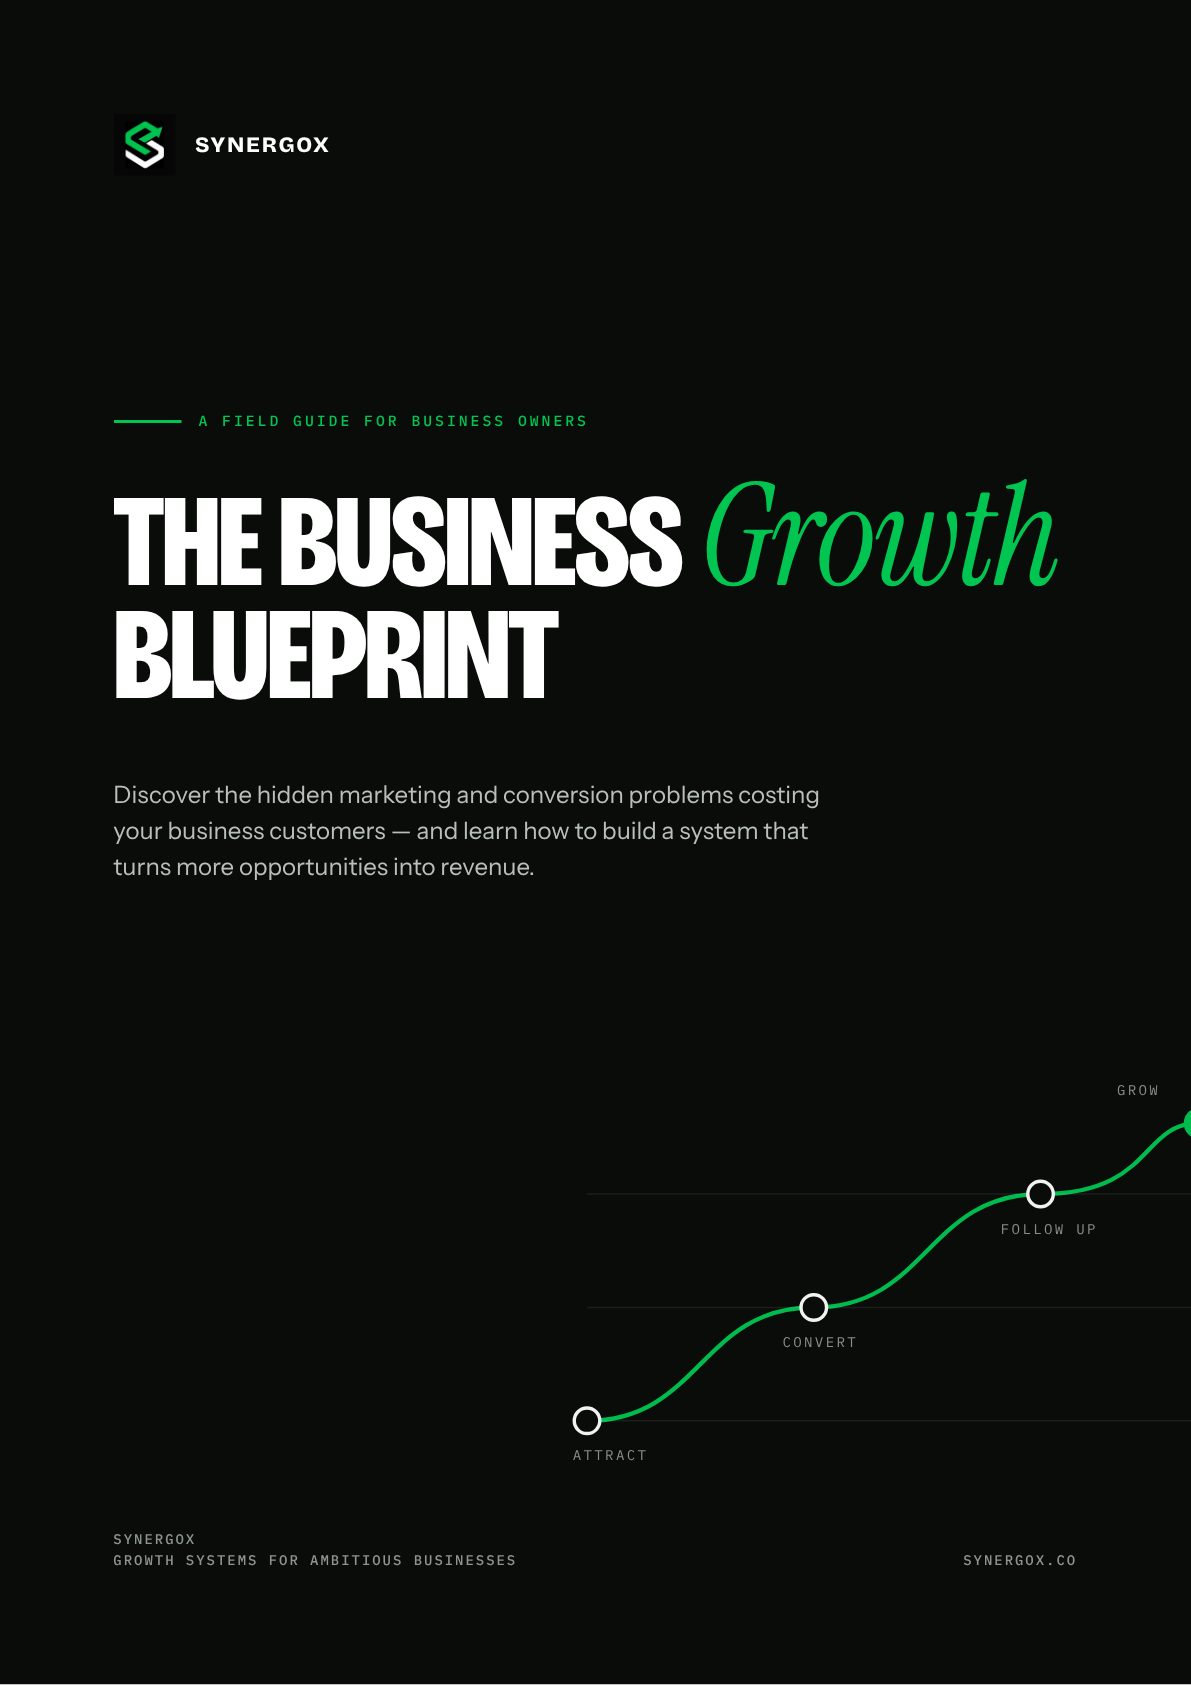 SYNERGOX
A FIELD GUIDE FOR BUSINESS OWNERS
THE BUSINESS Growth
BLUEPRINT
Discover the hidden marketing and conversion problems costing
your business customers — and learn how to build a system that
turns more opportunities into revenue.
GROW
FOLLOW UP
CONVERT
ATTRACT
SYNERGOX
GROWTH SYSTEMS FOR AMBITIOUS BUSINESSES
SYNERGOX.CO